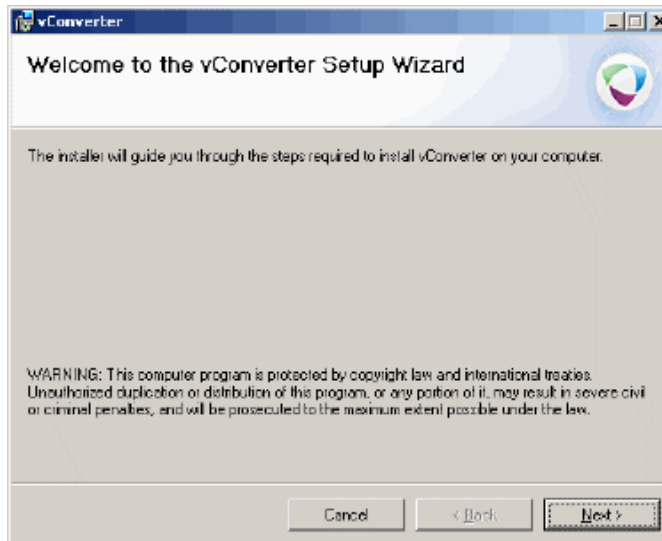 vConverter
Welcome to the vConverter Setup Wizard
The installer will guide you through the steps required to install vConverter on your computer.
WARNING: This computer program is protected by copyright law and international treaties.
Unauthorized duplication or distribution of this program, or any portion of it, may result in severe civil
or criminal penalties, and will be prosecuted to the maximum extent possible under the law.
Cancel
< Back
Next >